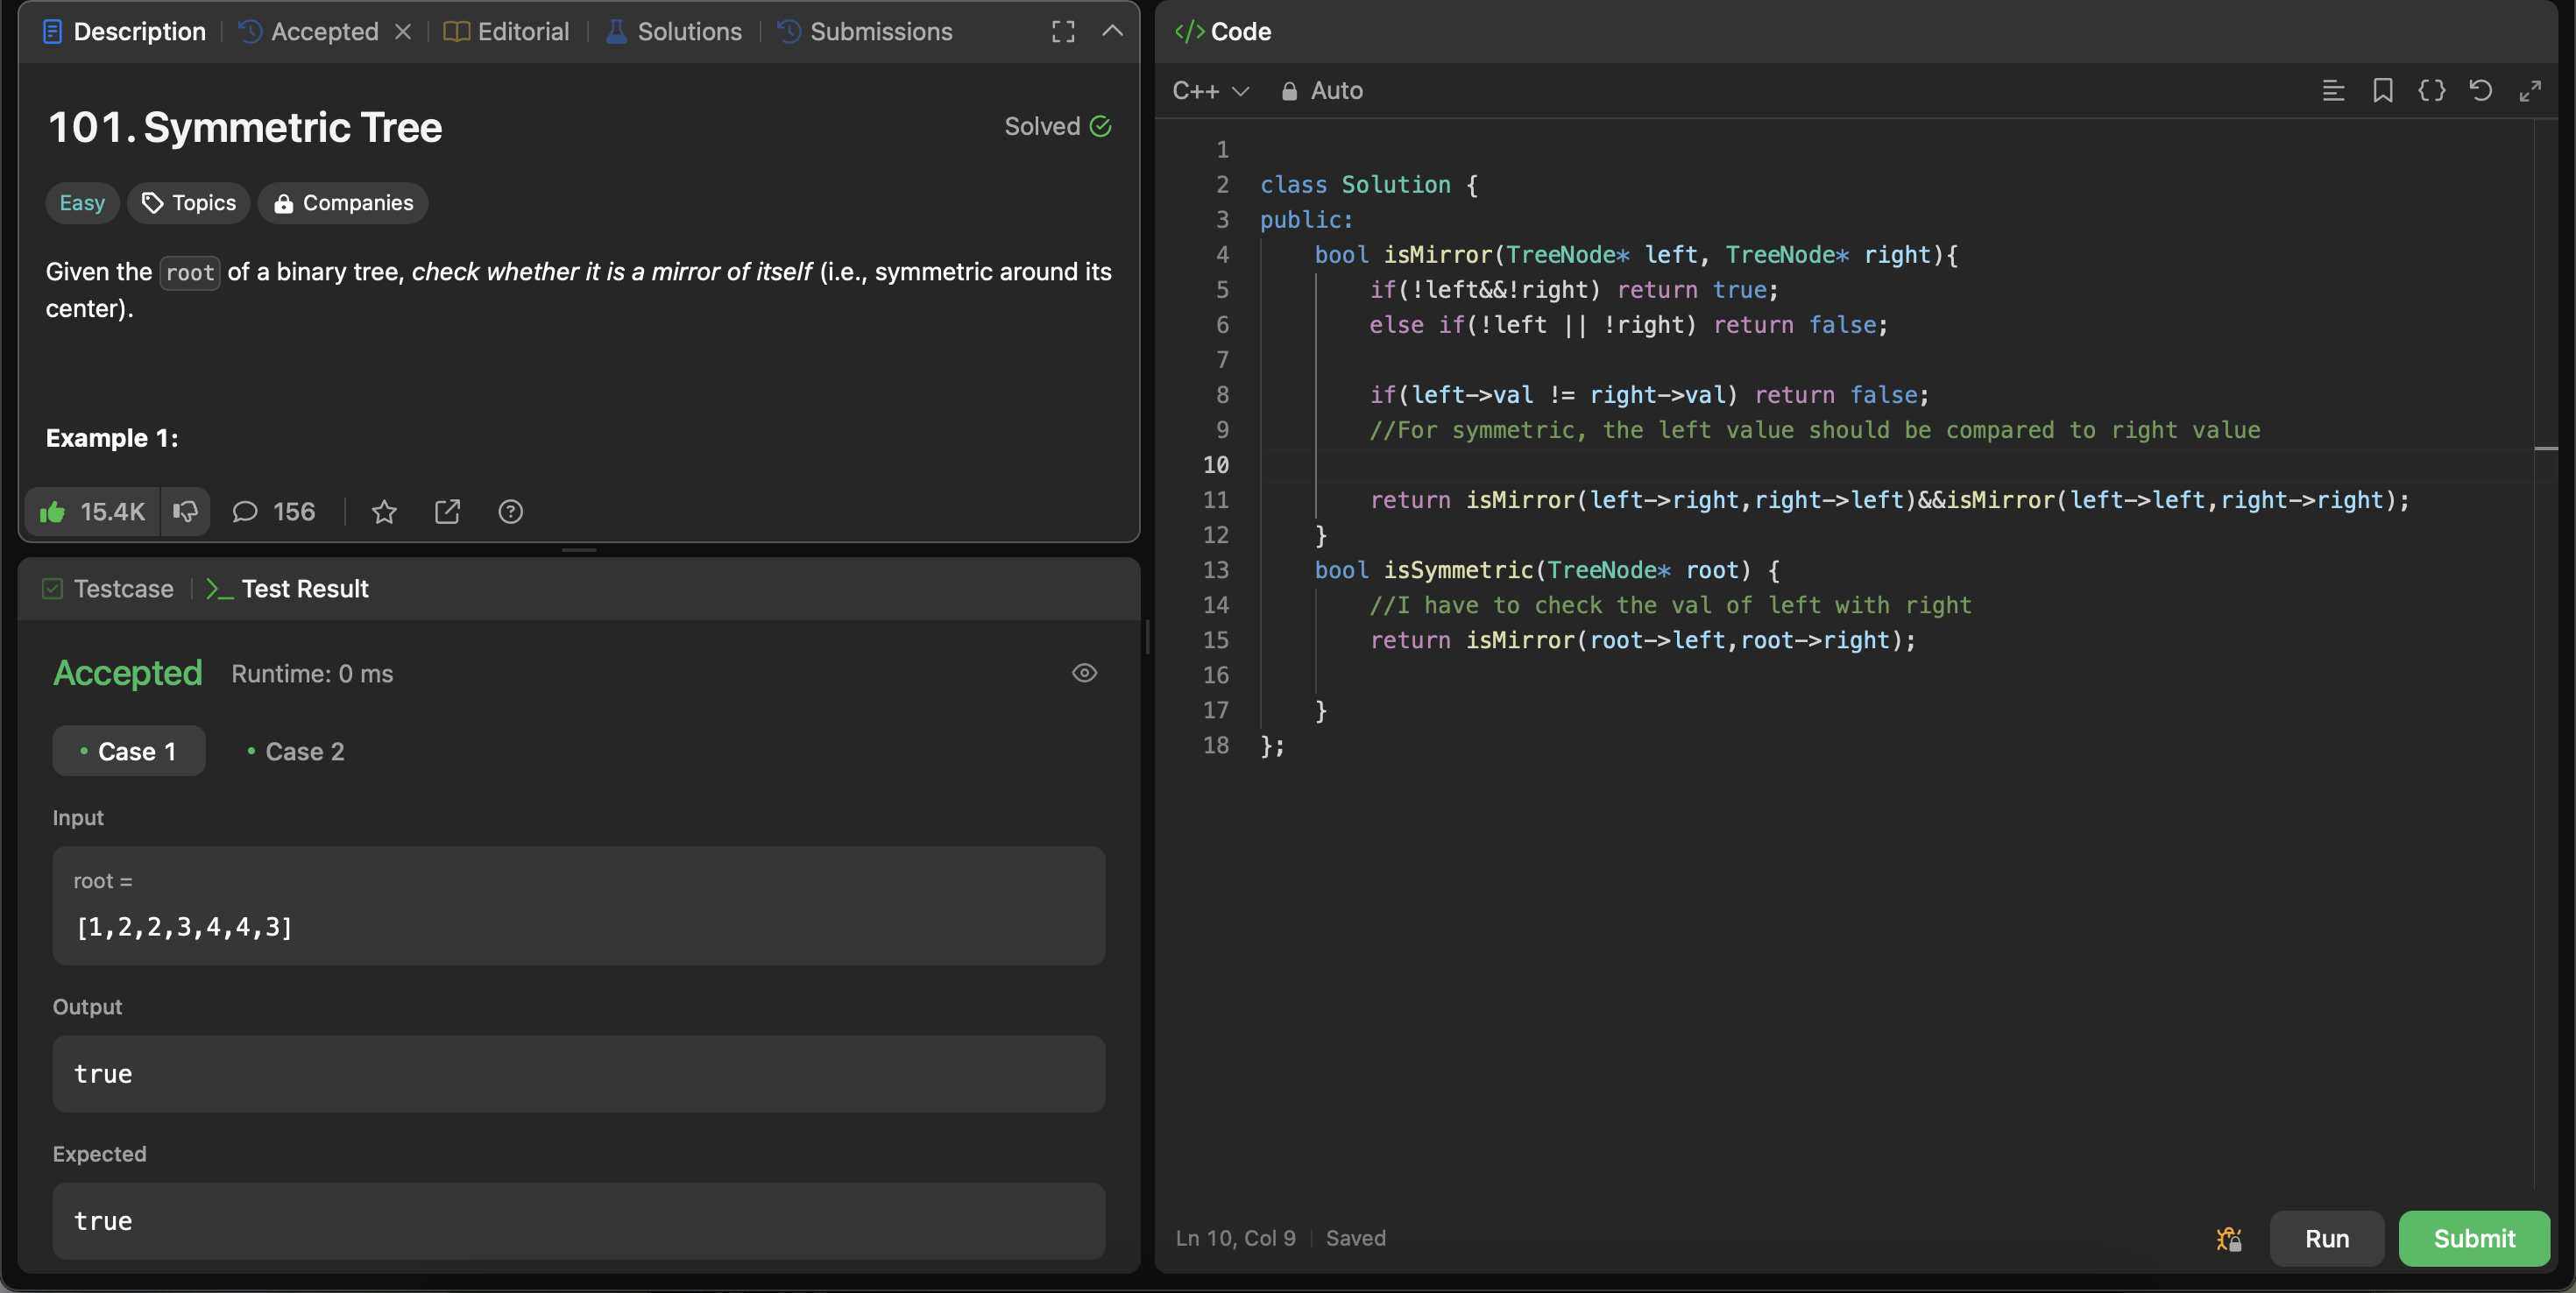 Description Accepted Editorial Solutions Submissions
101. Symmetric Tree Solved
Easy Topics Companies
Given the root of a binary tree, check whether it is a mirror of itself (i.e., symmetric around its
center).
Example 1:
15.4K 156
Testcase >_ Test Result
Accepted Runtime: 0 ms
• Case 1 • Case 2
Input
root =
[1,2,2,3,4,4,3]
Output
true
Expected
true
</> Code
C++ Auto
1
2 class Solution {
3 public:
4     bool isMirror(TreeNode* left, TreeNode* right){
5         if(!left&&!right) return true;
6         else if(!left || !right) return false;
7
8         if(left->val != right->val) return false;
9         //For symmetric, the left value should be compared to right value
10
11         return isMirror(left->right,right->left)&&isMirror(left->left,right->right);
12     }
13     bool isSymmetric(TreeNode* root) {
14         //I have to check the val of left with right
15         return isMirror(root->left,root->right);
16
17     }
18 };
Ln 10, Col 9 Saved Run Submit